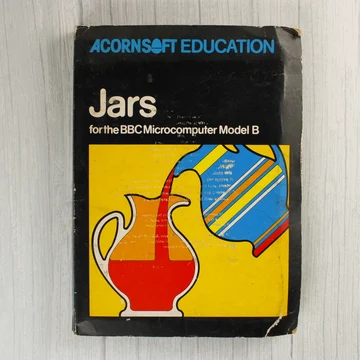 ACORNSOFT EDUCATION
Jars
for the BBC Microcomputer Model B